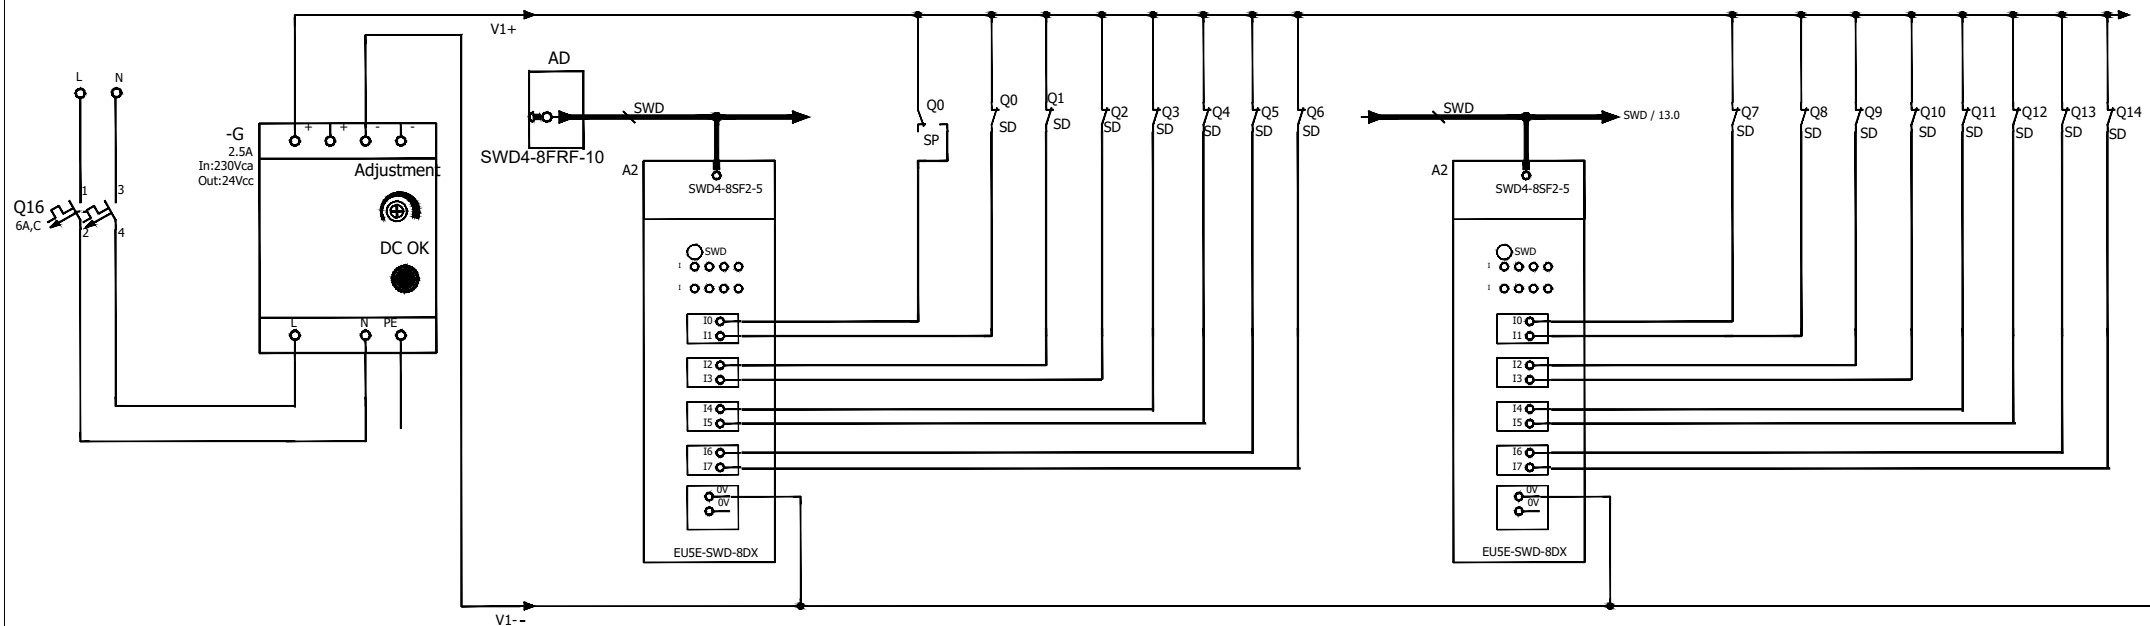 V1+
AD
SWD
SWD4-8FRF-10
L
N
-G
2.5A
In:230Vca
Out:24Vcc
+
+
-
-
Adjustment
DC OK
L
N
PE
Q16
6A,C
1
3
2
4
A2
SWD4-8SF2-5
SWD
I
I
I0
I1
I2
I3
I4
I5
I6
I7
0V
0V
EU5E-SWD-8DX
Q0
SP
Q0
SD
Q1
SD
Q2
SD
Q3
SD
Q4
SD
Q5
SD
Q6
SD
SWD
SWD / 13.0
A2
SWD4-8SF2-5
SWD
I
I
I0
I1
I2
I3
I4
I5
I6
I7
0V
0V
EU5E-SWD-8DX
Q7
SD
Q8
SD
Q9
SD
Q10
SD
Q11
SD
Q12
SD
Q13
SD
Q14
SD
V1--